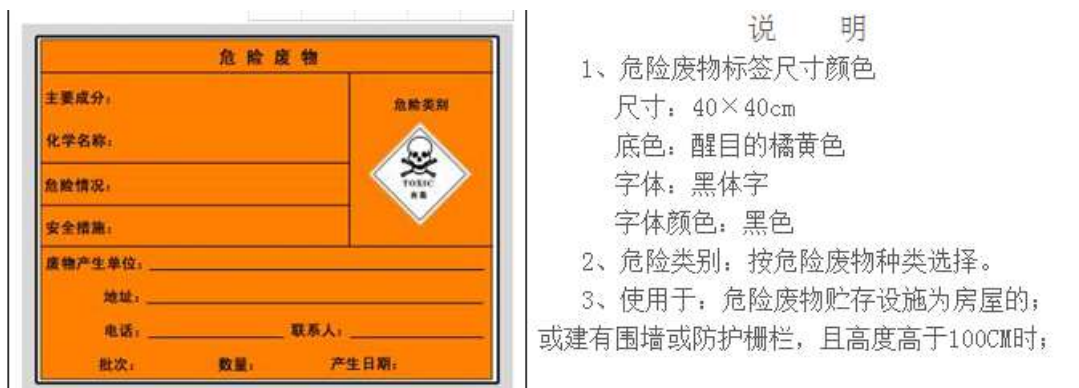 危险废物
主要成分：
危险类别
化学名称：
TOXIC
有毒
危险情况：
安全措施：
废物产生单位：
地址：
电话： 联系人：
批次： 数量： 产生日期：
说 明
1、危险废物标签尺寸颜色
尺寸：40×40cm
底色：醒目的橘黄色
字体：黑体字
字体颜色：黑色
2、危险类别：按危险废物种类选择。
3、使用于：危险废物贮存设施为房屋的；
或建有围墙或防护栅栏，且高度高于100CM时；